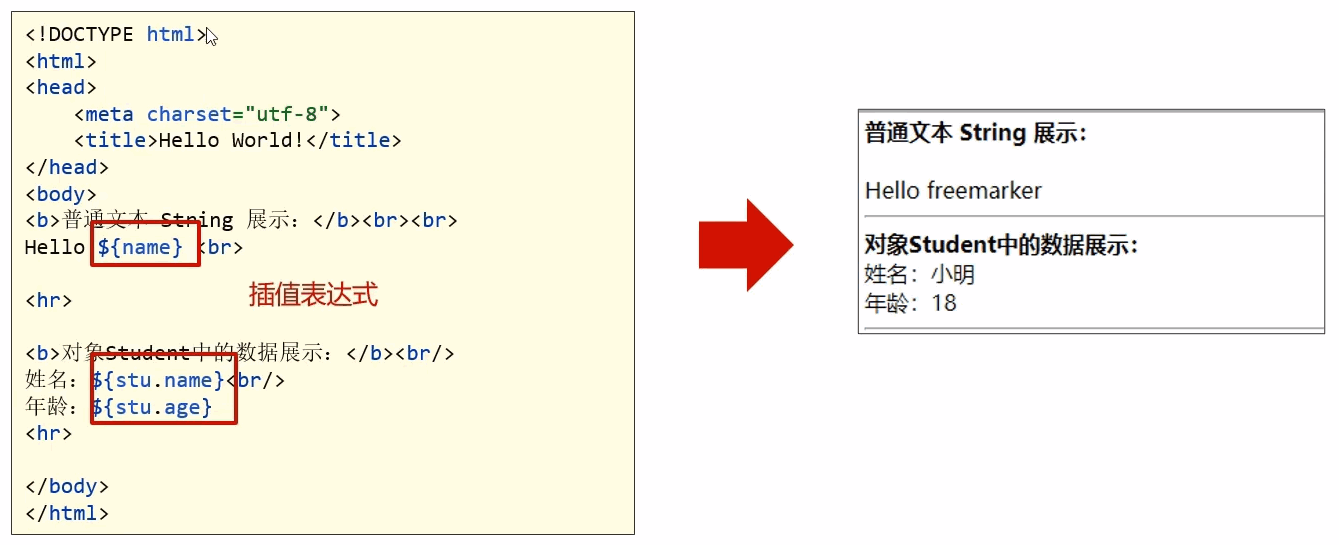 <!DOCTYPE html>
<html>
<head>
    <meta charset="utf-8">
    <title>Hello World!</title>
</head>
<body>
<b>普通文本 String 展示：</b><br><br>
Hello ${name} <br>
插值表达式
<hr>
<b>对象Student中的数据展示：</b><br/>
姓名：${stu.name}<br/>
年龄：${stu.age}
<hr>
</body>
</html>
普通文本 String 展示：
Hello freemarker
对象Student中的数据展示：
姓名：小明
年龄：18